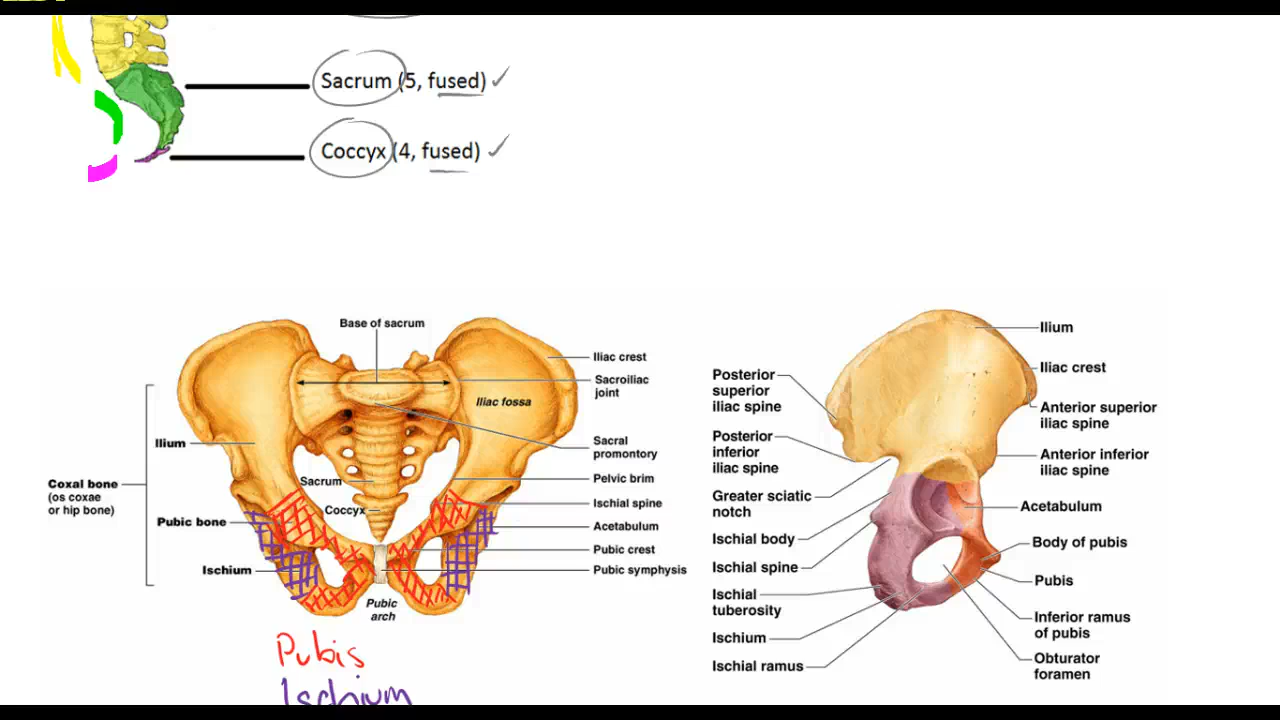 Sacrum (5, fused) ✓
Coccyx (4, fused) ✓
Base of sacrum
Iliac crest
Sacroiliac
joint
Iliac fossa
Sacral
promontory
Pelvic brim
Ischial spine
Acetabulum
Pubic crest
Pubic symphysis
Ilium
Coxal bone
(os coxae
or hip bone)
Sacrum
Coccyx
Pubic bone
Ischium
Pubic
arch
Pubis
Ischium
Posterior
superior
iliac spine
Posterior
inferior
iliac spine
Greater sciatic
notch
Ischial body
Ischial spine
Ischial
tuberosity
Ischium
Ischial ramus
Ilium
Iliac crest
Anterior superior
iliac spine
Anterior inferior
iliac spine
Acetabulum
Body of pubis
Pubis
Inferior ramus
of pubis
Obturator
foramen